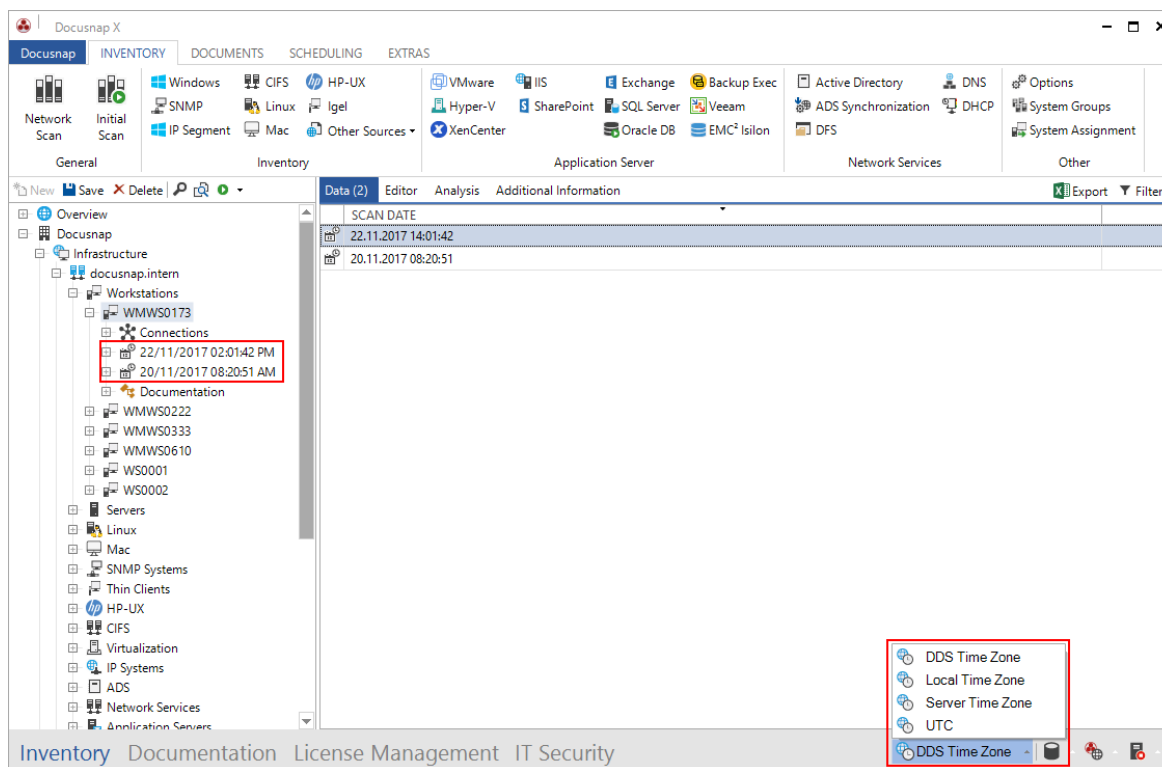 Docusnap X
Docusnap INVENTORY DOCUMENTS SCHEDULING EXTRAS
Windows CIFS HP-UX VMware IIS Exchange Backup Exec Active Directory DNS Options
SNMP Linux Igel Hyper-V SharePoint SQL Server Veeam ADS Synchronization DHCP System Groups
Network Scan Initial Scan
IP Segment Mac Other Sources XenCenter Oracle DB EMC² Isilon DFS System Assignment
General Inventory Application Server Network Services Other
New Save Delete Data (2) Editor Analysis Additional Information Export Filter
Overview
SCAN DATE
Docusnap
22.11.2017 14:01:42
Infrastructure
20.11.2017 08:20:51
docusnap.intern
Workstations
WMWS0173
Connections
22/11/2017 02:01:42 PM
20/11/2017 08:20:51 AM
Documentation
WMWS0222
WMWS0333
WMWS0610
WS0001
WS0002
Servers
Linux
Mac
SNMP Systems
Thin Clients
HP-UX
CIFS
Virtualization
IP Systems
ADS
Network Services
Application Servers
DDS Time Zone
Local Time Zone
Server Time Zone
UTC
Inventory Documentation License Management IT Security DDS Time Zone